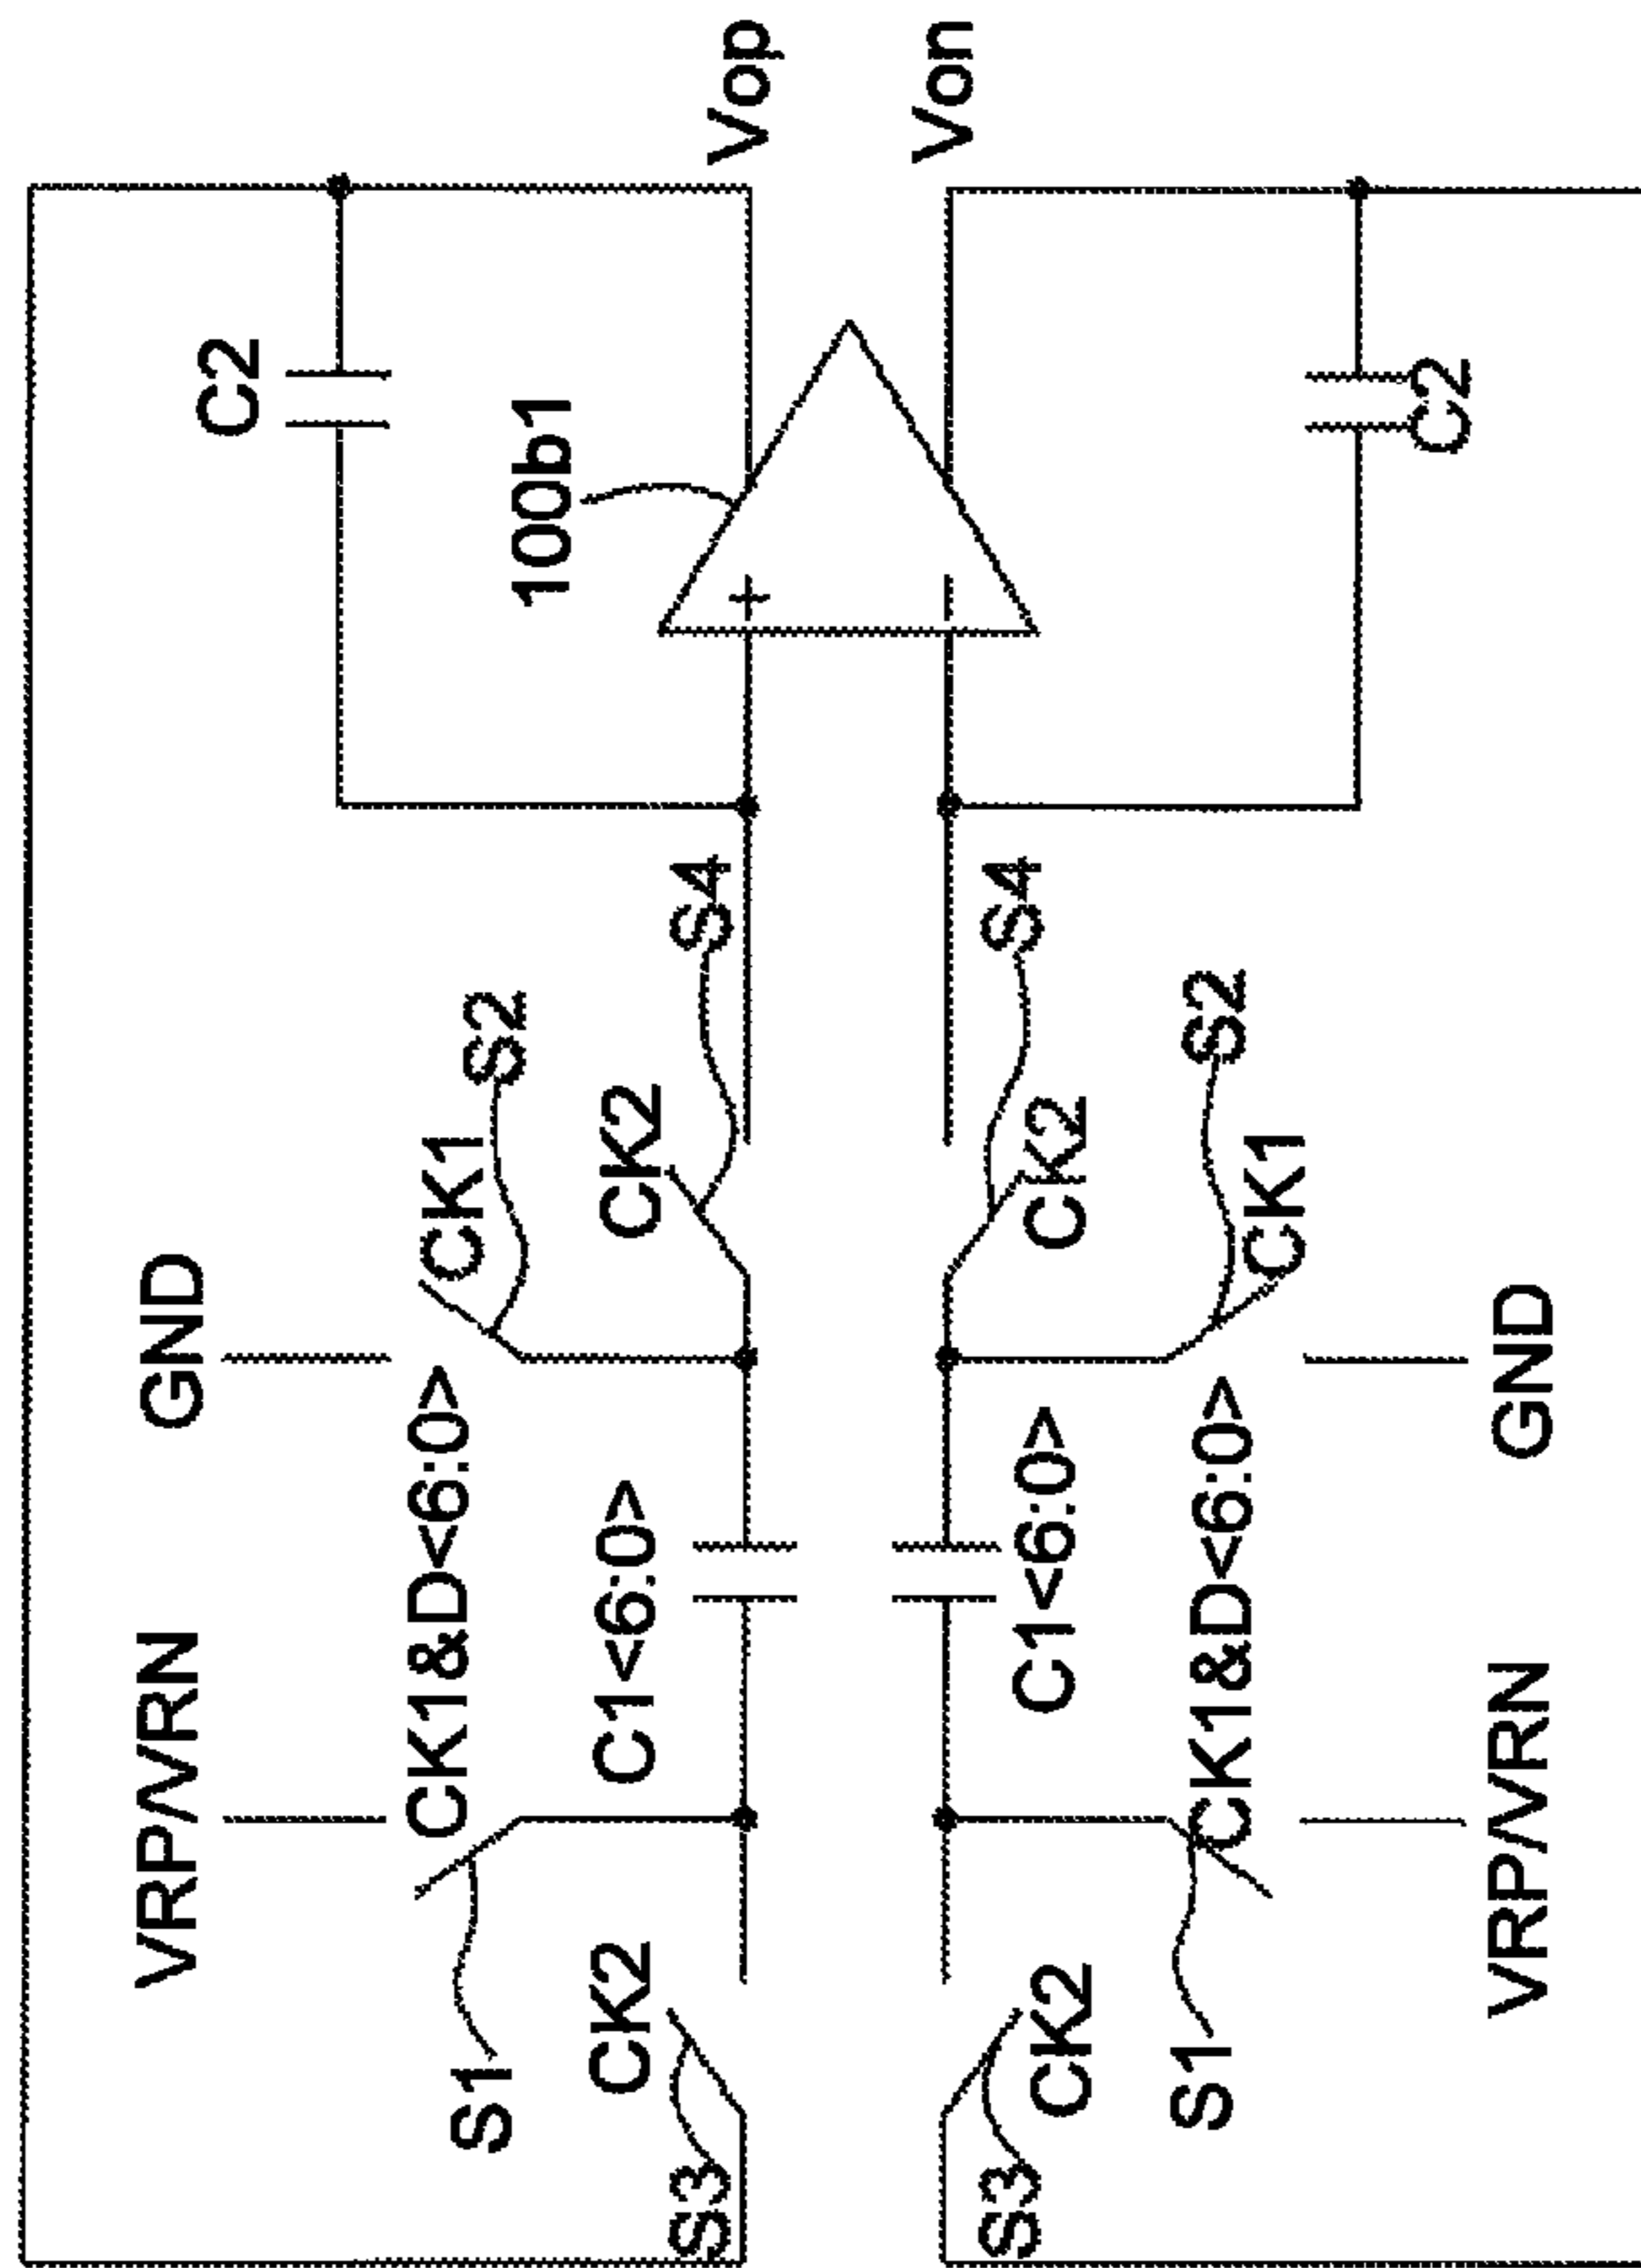 Vop
Von
C2
100b1
C2
S4
S4
S2
S2
CK2
CK1
CK2
CK1
GND
GND
CK1&D<6:0>
C1<6:0>
C1<6:0>
CK1&D<6:0>
VRP/VRN
VRP/VRN
CK2
CK2
S1
S1
S3
S3